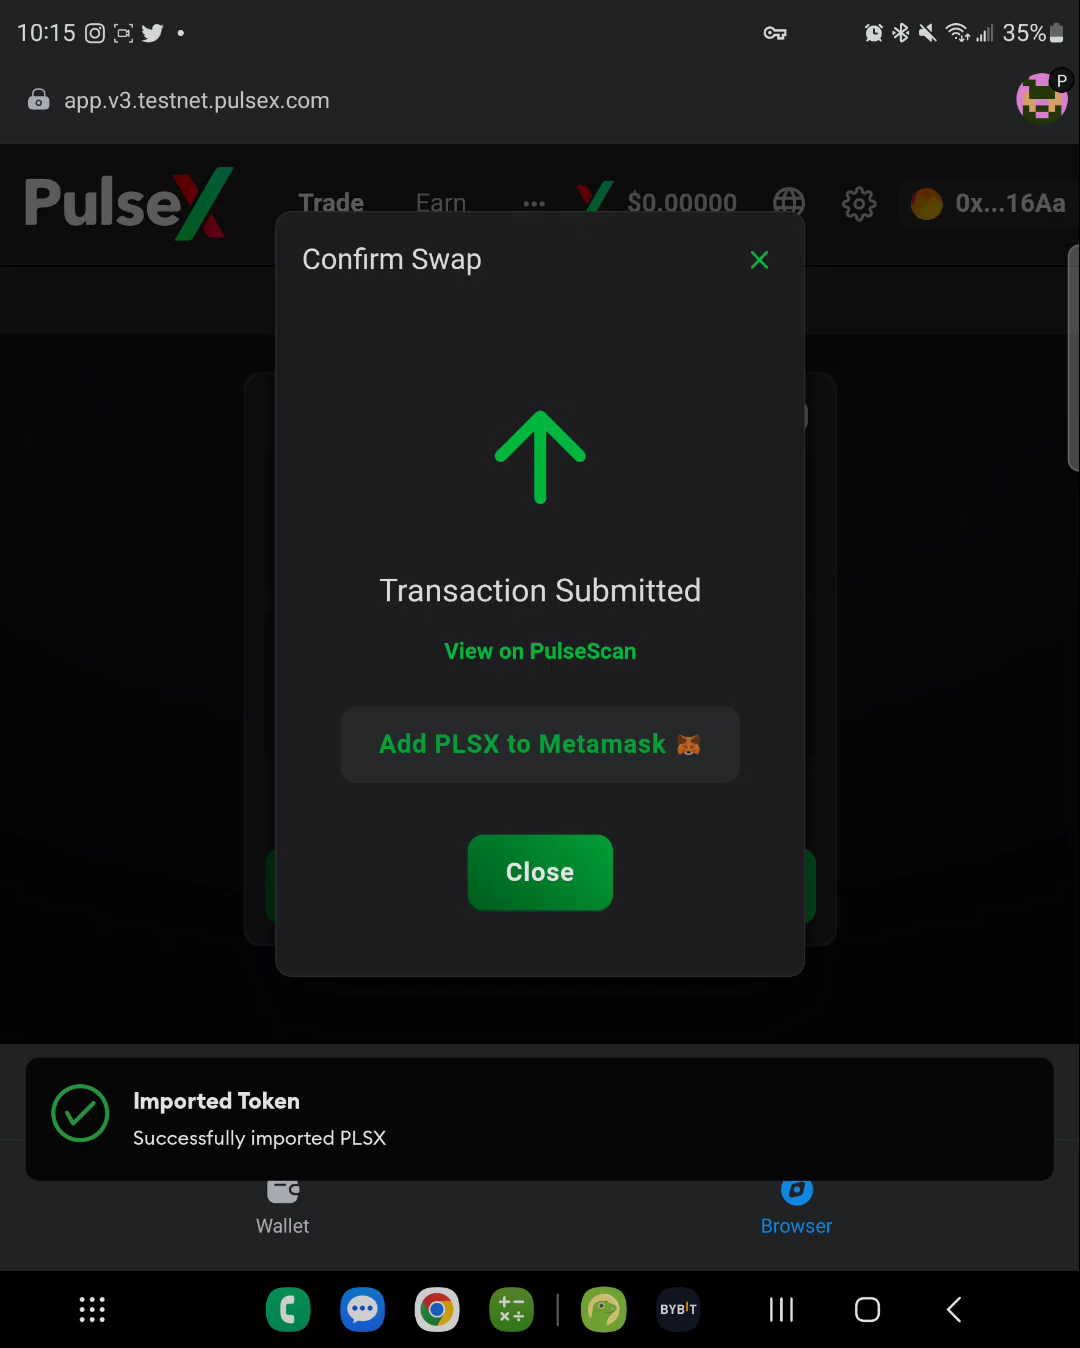 10:15
35%
app.v3.testnet.pulsex.com
P
PulseX
Trade
Earn
$0.00000
0x...16Aa
Confirm Swap
Transaction Submitted
View on PulseScan
Add PLSX to Metamask
Close
Imported Token
Successfully imported PLSX
Wallet
Browser
BYBIT